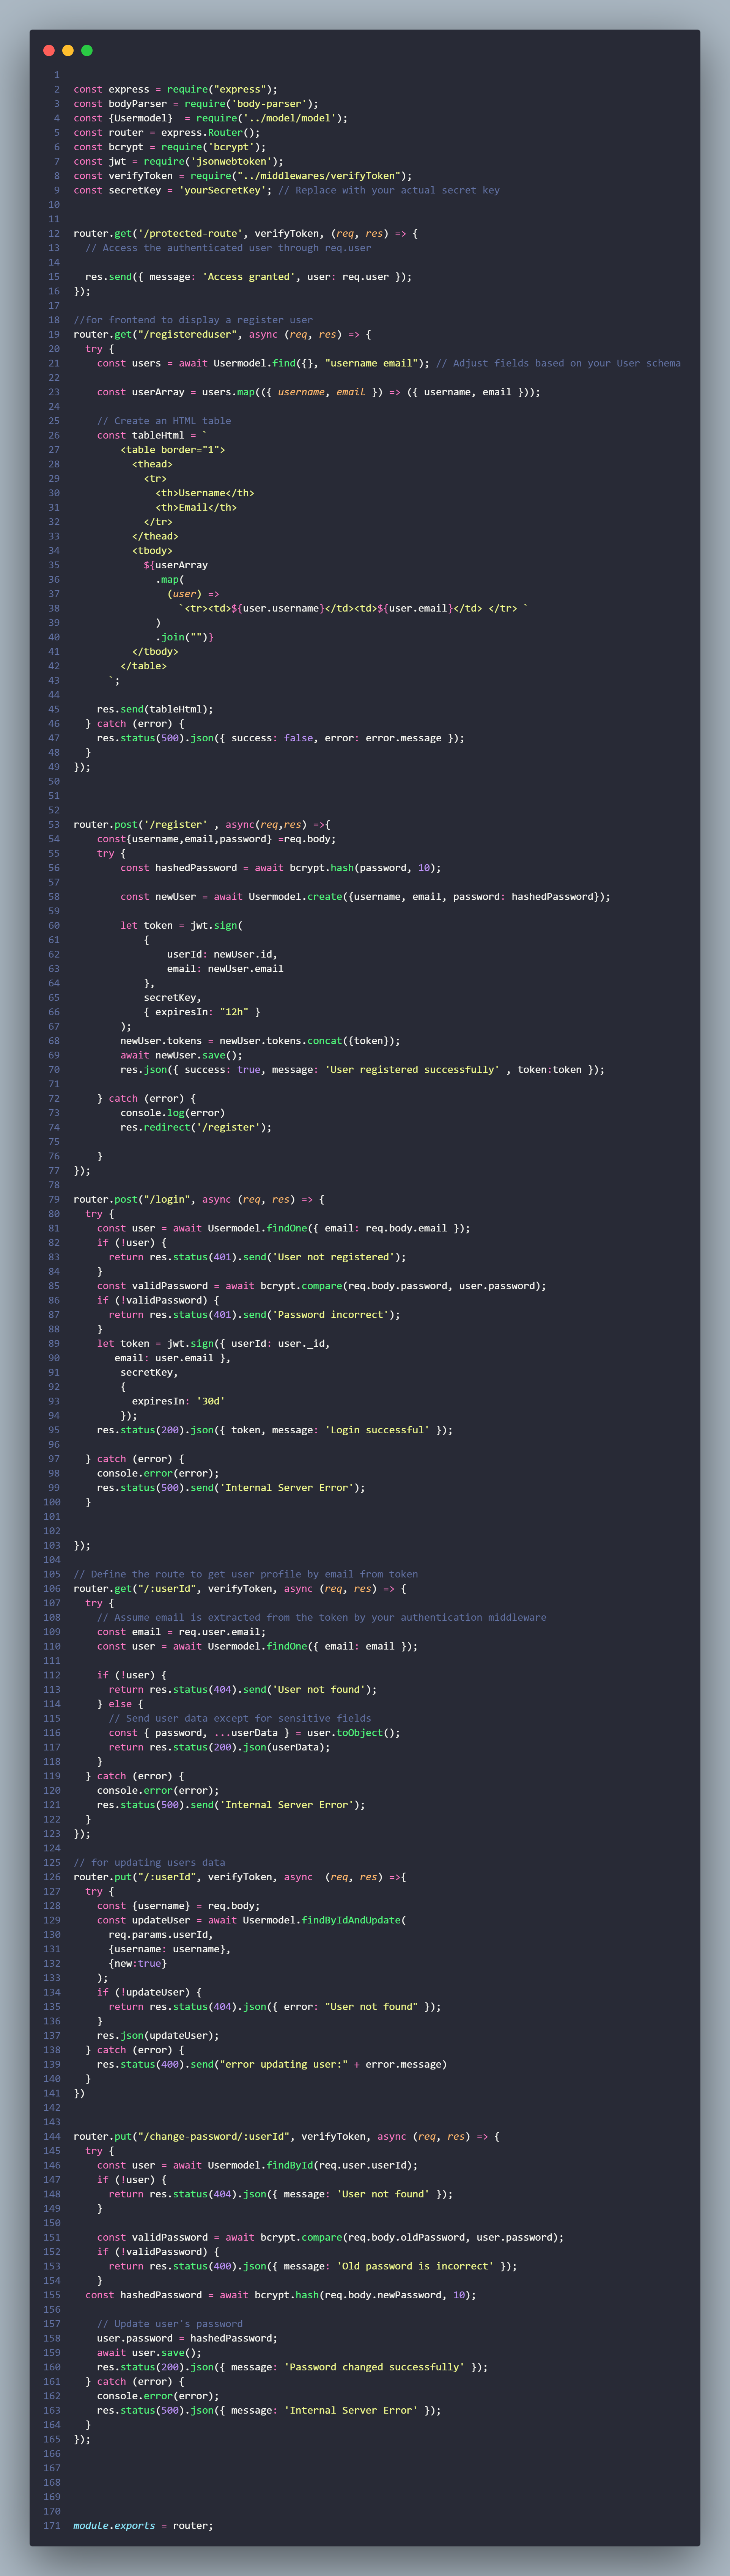 1
2 const express = require("express");
3 const bodyParser = require('body-parser');
4 const {Usermodel}  = require('../model/model');
5 const router = express.Router();
6 const bcrypt = require('bcrypt');
7 const jwt = require('jsonwebtoken');
8 const verifyToken = require("../middlewares/verifyToken");
9 const secretKey = 'yourSecretKey'; // Replace with your actual secret key
10
11
12 router.get('/protected-route', verifyToken, (req, res) => {
13   // Access the authenticated user through req.user
14
15   res.send({ message: 'Access granted', user: req.user });
16 });
17
18 //for frontend to display a register user
19 router.get("/registereduser", async (req, res) => {
20   try {
21     const users = await Usermodel.find({}, "username email"); // Adjust fields based on your User schema
22
23     const userArray = users.map(({ username, email }) => ({ username, email }));
24
25     // Create an HTML table
26     const tableHtml = `
27         <table border="1">
28           <thead>
29             <tr>
30               <th>Username</th>
31               <th>Email</th>
32             </tr>
33           </thead>
34           <tbody>
35             ${userArray
36               .map(
37                 (user) =>
38                   `<tr><td>${user.username}</td><td>${user.email}</td> </tr> `
39               )
40               .join("")}
41           </tbody>
42         </table>
43       `;
44
45     res.send(tableHtml);
46   } catch (error) {
47     res.status(500).json({ success: false, error: error.message });
48   }
49 });
50
51
52
53 router.post('/register' , async(req,res) =>{
54     const{username,email,password} =req.body;
55     try {
56         const hashedPassword = await bcrypt.hash(password, 10);
57
58         const newUser = await Usermodel.create({username, email, password: hashedPassword});
59
60         let token = jwt.sign(
61             {
62                 userId: newUser.id,
63                 email: newUser.email
64             },
65             secretKey,
66             { expiresIn: "12h" }
67         );
68         newUser.tokens = newUser.tokens.concat({token});
69         await newUser.save();
70         res.json({ success: true, message: 'User registered successfully' , token:token });
71
72     } catch (error) {
73         console.log(error)
74         res.redirect('/register');
75
76     }
77 });
78
79 router.post("/login", async (req, res) => {
80   try {
81     const user = await Usermodel.findOne({ email: req.body.email });
82     if (!user) {
83       return res.status(401).send('User not registered');
84     }
85     const validPassword = await bcrypt.compare(req.body.password, user.password);
86     if (!validPassword) {
87       return res.status(401).send('Password incorrect');
88     }
89     let token = jwt.sign({ userId: user._id,
90        email: user.email },
91         secretKey,
92         {
93           expiresIn: '30d'
94         });
95     res.status(200).json({ token, message: 'Login successful' });
96
97   } catch (error) {
98     console.error(error);
99     res.status(500).send('Internal Server Error');
100   }
101
102
103 });
104
105 // Define the route to get user profile by email from token
106 router.get("/:userId", verifyToken, async (req, res) => {
107   try {
108     // Assume email is extracted from the token by your authentication middleware
109     const email = req.user.email;
110     const user = await Usermodel.findOne({ email: email });
111
112     if (!user) {
113       return res.status(404).send('User not found');
114     } else {
115       // Send user data except for sensitive fields
116       const { password, ...userData } = user.toObject();
117       return res.status(200).json(userData);
118     }
119   } catch (error) {
120     console.error(error);
121     res.status(500).send('Internal Server Error');
122   }
123 });
124
125 // for updating users data
126 router.put("/:userId", verifyToken, async  (req, res) =>{
127   try {
128     const {username} = req.body;
129     const updateUser = await Usermodel.findByIdAndUpdate(
130       req.params.userId,
131       {username: username},
132       {new:true}
133     );
134     if (!updateUser) {
135       return res.status(404).json({ error: "User not found" });
136     }
137     res.json(updateUser);
138   } catch (error) {
139     res.status(400).send("error updating user:" + error.message)
140   }
141 })
142
143
144 router.put("/change-password/:userId", verifyToken, async (req, res) => {
145   try {
146     const user = await Usermodel.findById(req.user.userId);
147     if (!user) {
148       return res.status(404).json({ message: 'User not found' });
149     }
150
151     const validPassword = await bcrypt.compare(req.body.oldPassword, user.password);
152     if (!validPassword) {
153       return res.status(400).json({ message: 'Old password is incorrect' });
154     }
155   const hashedPassword = await bcrypt.hash(req.body.newPassword, 10);
156
157     // Update user's password
158     user.password = hashedPassword;
159     await user.save();
160     res.status(200).json({ message: 'Password changed successfully' });
161   } catch (error) {
162     console.error(error);
163     res.status(500).json({ message: 'Internal Server Error' });
164   }
165 });
166
167
168
169
170
171 module.exports = router;